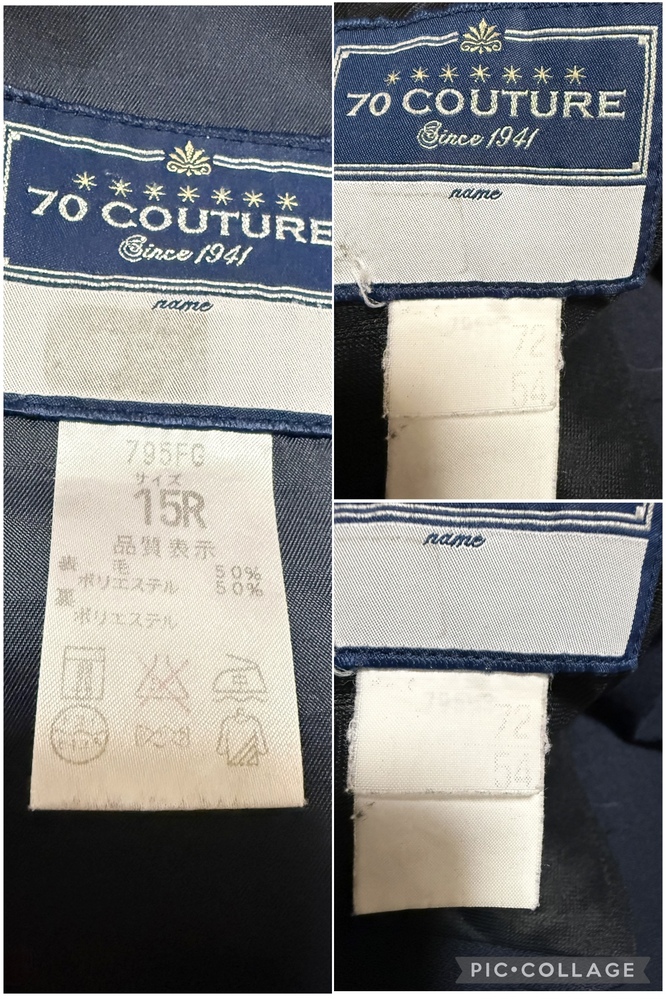 70 COUTURE
Since 1941
name
795FG
サイズ
15R
品質表示
表 毛 50%
ポリエステル 50%
裏
ポリエステル
70 COUTURE
Since 1941
name
72
54
name
72
54
PIC•COLLAGE